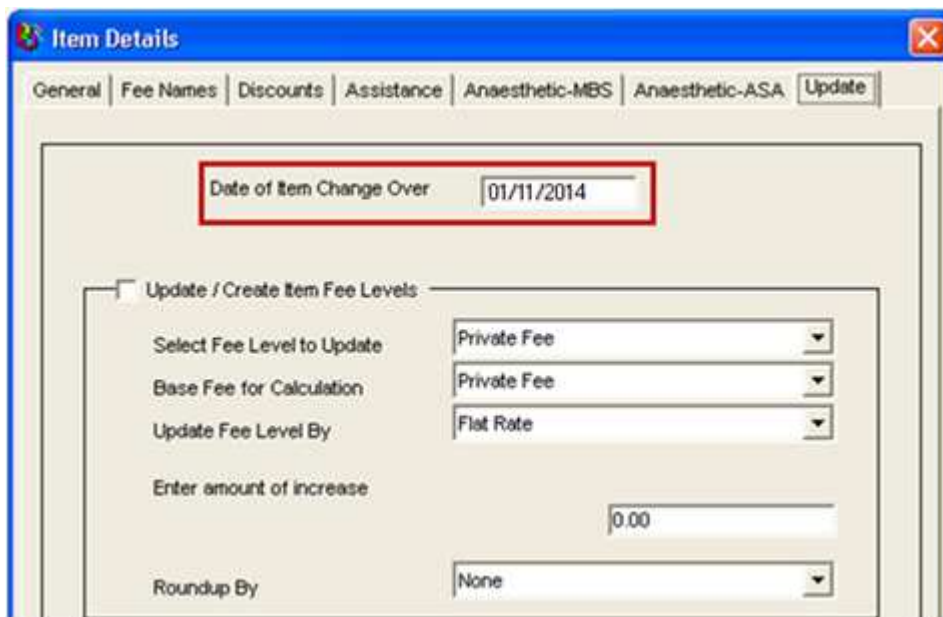 Item Details
General Fee Names Discounts Assistance Anaesthetic-MBS Anaesthetic-ASA Update
Date of Item Change Over 01/11/2014
Update / Create Item Fee Levels
Select Fee Level to Update Private Fee
Base Fee for Calculation Private Fee
Update Fee Level By Flat Rate
Enter amount of increase
0.00
Roundup By None